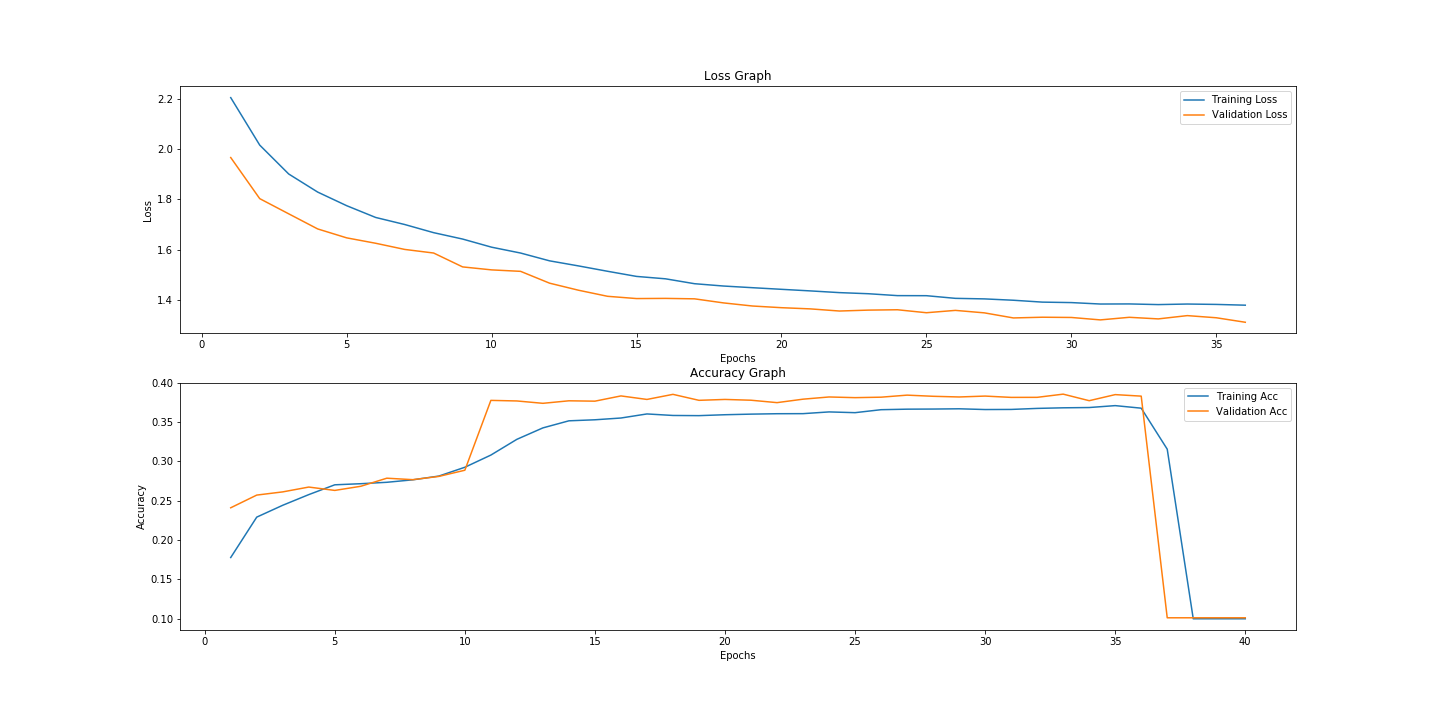 Loss Graph
Training Loss
Validation Loss
2.2
2.0
1.8
1.6
1.4
Loss
0 5 10 15 20 25 30 35
Epochs
Accuracy Graph
Training Acc
Validation Acc
0.40
0.35
0.30
0.25
0.20
0.15
0.10
Accuracy
0 5 10 15 20 25 30 35 40
Epochs